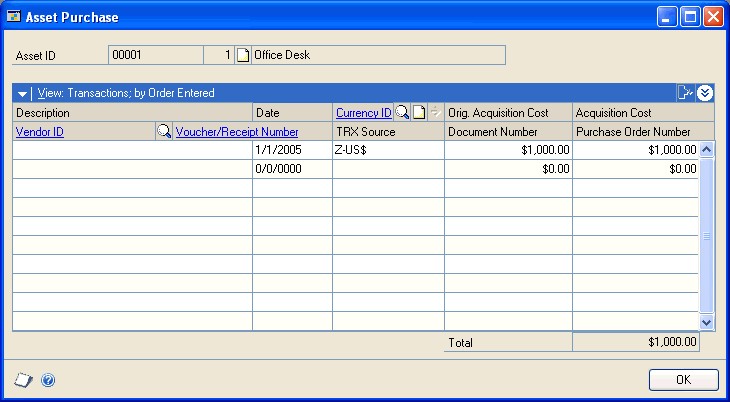 Asset Purchase
Asset ID 00001 1 Office Desk
View: Transactions; by Order Entered
Description Date Currency ID Orig. Acquisition Cost Acquisition Cost
Vendor ID Voucher/Receipt Number TRX Source Document Number Purchase Order Number
1/1/2005 Z-US$ $1,000.00 $1,000.00
0/0/0000 $0.00 $0.00
Total $1,000.00
OK